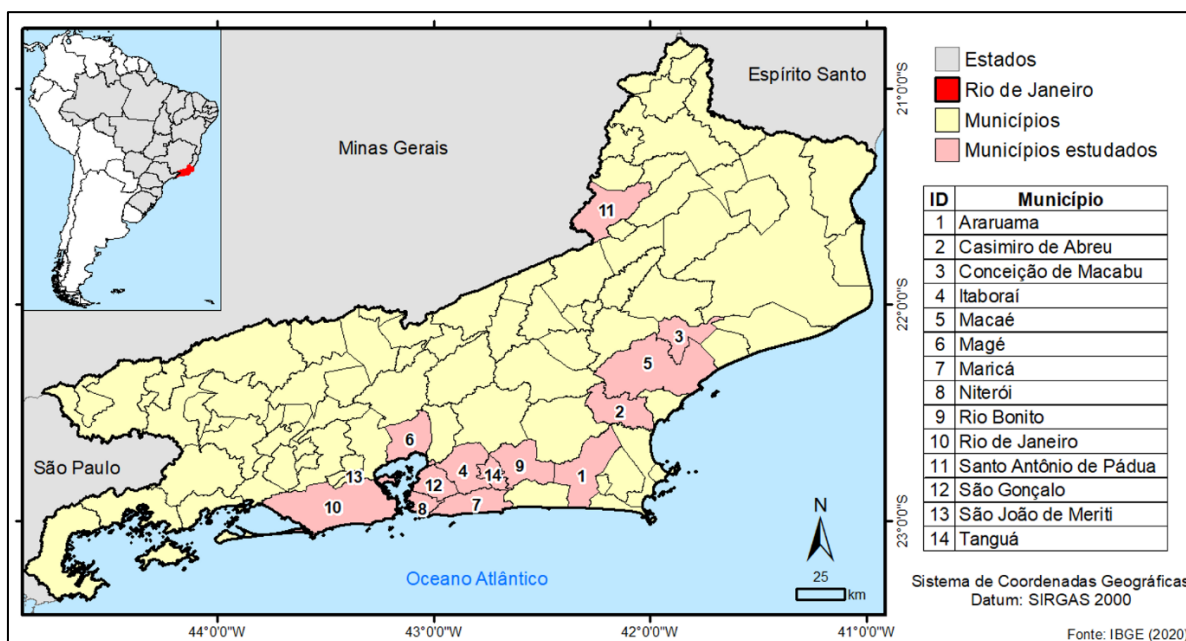 Espírito Santo
Minas Gerais
São Paulo
Oceano Atlântico
11
3
5
2
6
13
12
4
14
9
1
10
8
7
N
25
km
21°0'0"S
22°0'0"S
23°0'0"S
44°0'0"W
43°0'0"W
42°0'0"W
41°0'0"W
Estados
Rio de Janeiro
Municípios
Municípios estudados
ID Município
1 Araruama
2 Casimiro de Abreu
3 Conceição de Macabu
4 Itaboraí
5 Macaé
6 Magé
7 Maricá
8 Niterói
9 Rio Bonito
10 Rio de Janeiro
11 Santo Antônio de Pádua
12 São Gonçalo
13 São João de Meriti
14 Tanguá
Sistema de Coordenadas Geográficas
Datum: SIRGAS 2000
Fonte: IBGE (2020)